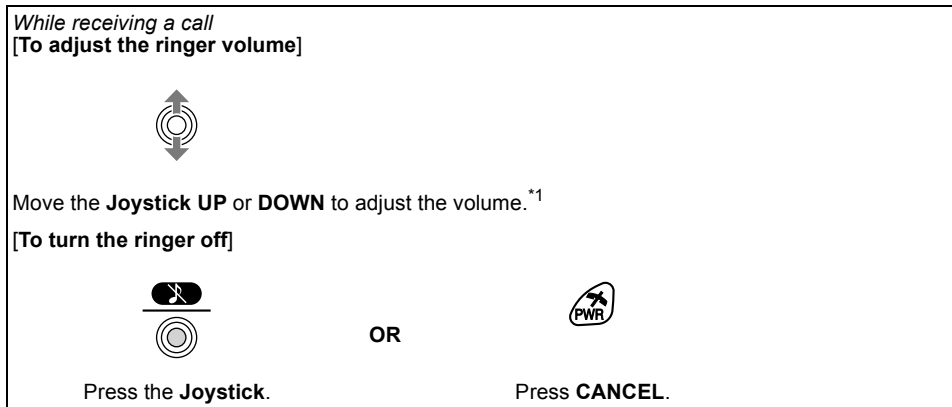 While receiving a call
[To adjust the ringer volume]
Move the Joystick UP or DOWN to adjust the volume.*1
[To turn the ringer off]
OR
PWR
Press the Joystick.
Press CANCEL.